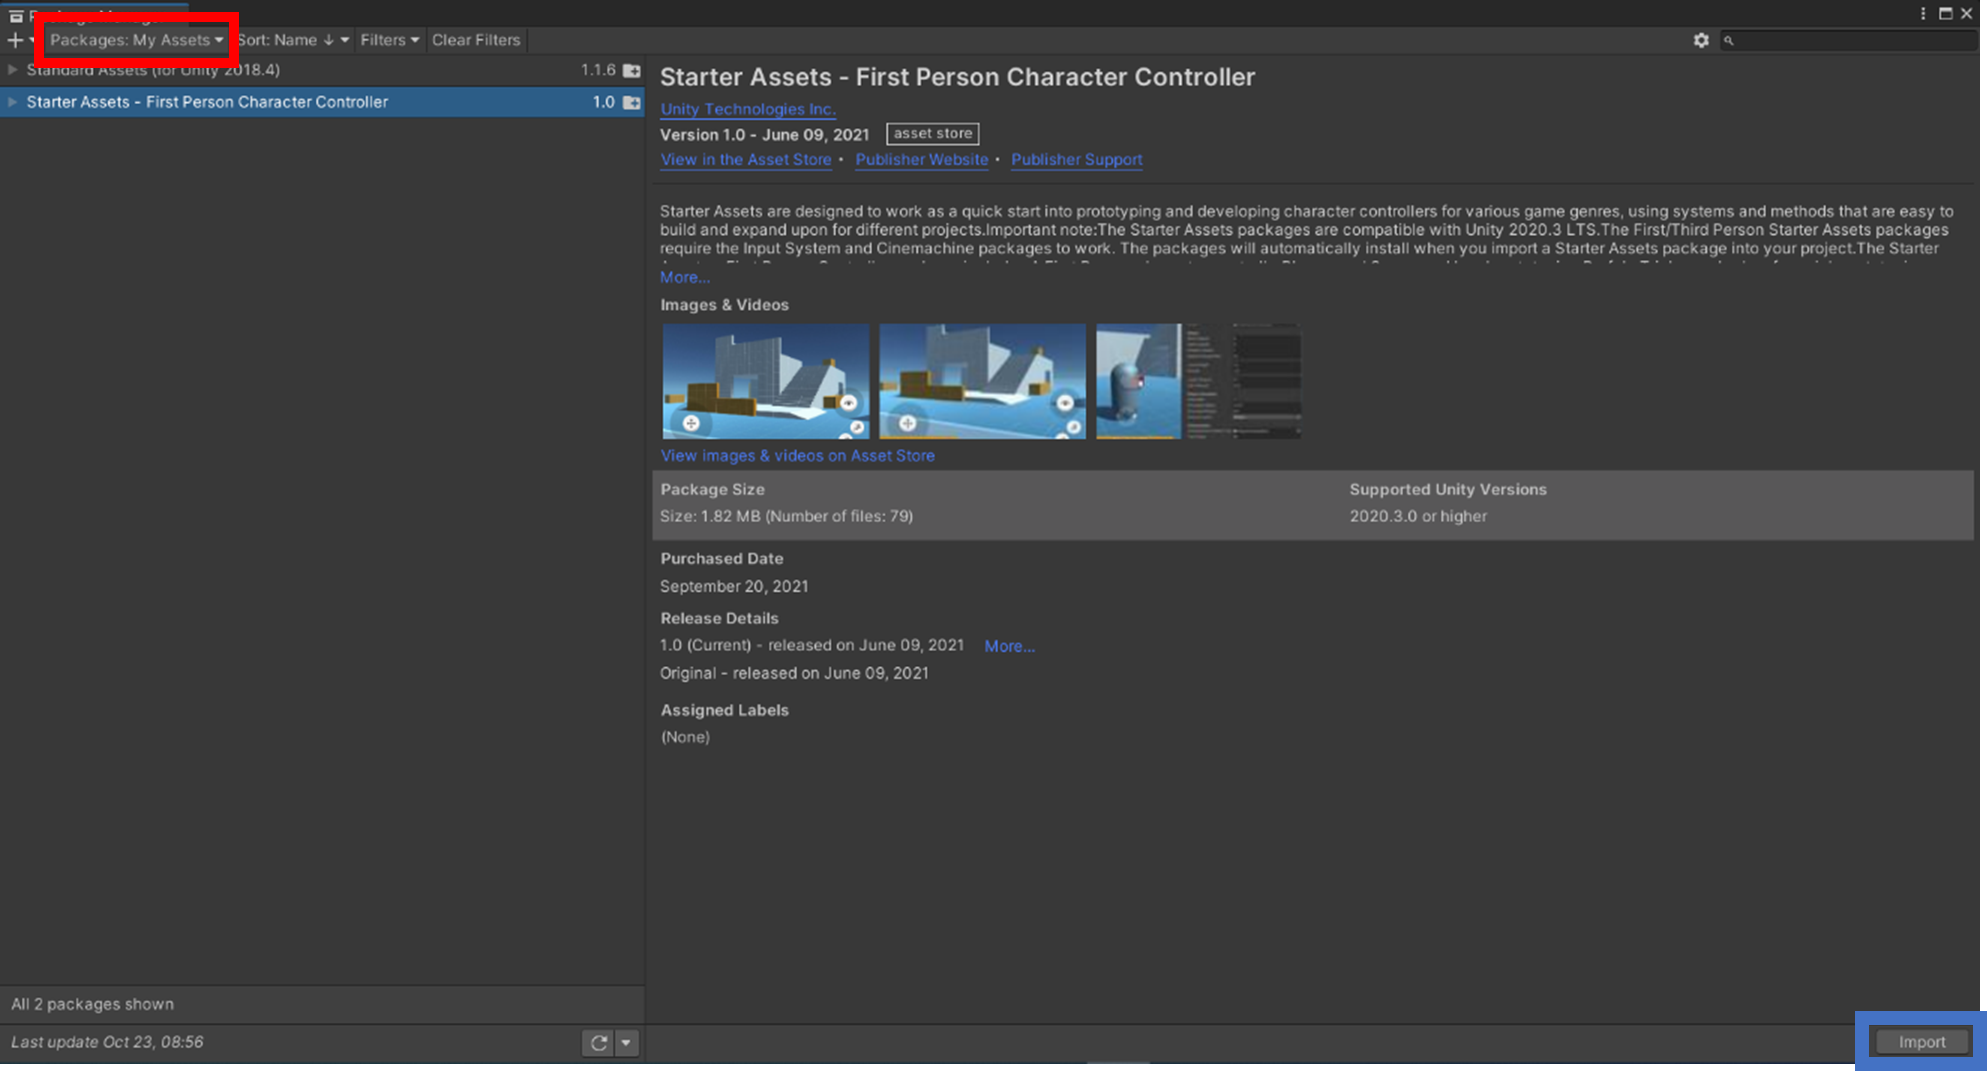 Packages: My Assets
Sort: Name
Filters
Clear Filters
Standard Assets (for Unity 2018.4)
1.1.6
Starter Assets - First Person Character Controller
1.0
Starter Assets - First Person Character Controller
Unity Technologies Inc.
Version 1.0 - June 09, 2021
asset store
View in the Asset Store • Publisher Website • Publisher Support
Starter Assets are designed to work as a quick start into prototyping and developing character controllers for various game genres, using systems and methods that are easy to
build and expand upon for different projects.Important note:The Starter Assets packages are compatible with Unity 2020.3 LTS.The First/Third Person Starter Assets packages
require the Input System and Cinemachine packages to work. The packages will automatically install when you import a Starter Assets package into your project.The Starter
More...
Images & Videos
View images & videos on Asset Store
Package Size
Size: 1.82 MB (Number of files: 79)
Supported Unity Versions
2020.3.0 or higher
Purchased Date
September 20, 2021
Release Details
1.0 (Current) - released on June 09, 2021
More...
Original - released on June 09, 2021
Assigned Labels
(None)
All 2 packages shown
Last update Oct 23, 08:56
Import